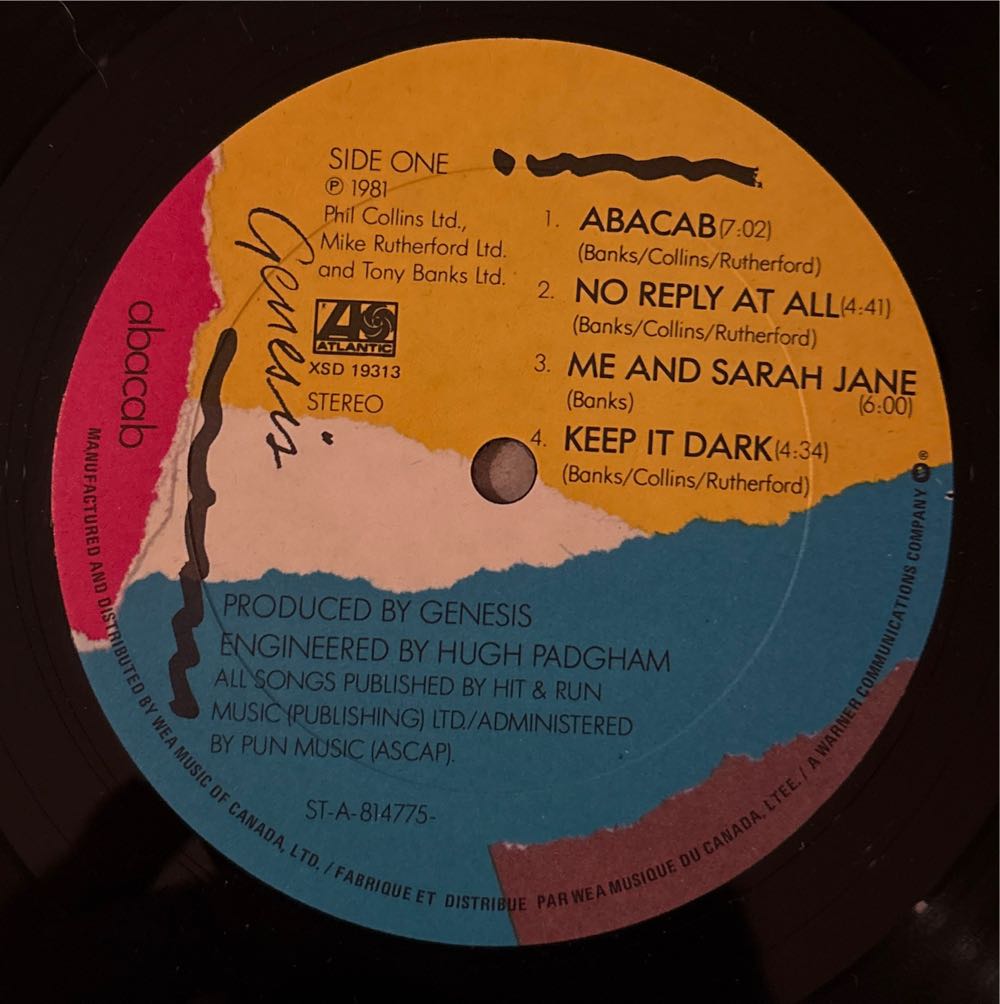 SIDE ONE
℗ 1981
Phil Collins Ltd.,
Mike Rutherford Ltd.
and Tony Banks Ltd.
ATLANTIC
XSD 19313
STEREO
Genesis
abacab
1. ABACAB (7:02)
(Banks/Collins/Rutherford)
2. NO REPLY AT ALL (4:41)
(Banks/Collins/Rutherford)
3. ME AND SARAH JANE
(6:00)
(Banks)
4. KEEP IT DARK (4:34)
(Banks/Collins/Rutherford)
PRODUCED BY GENESIS
ENGINEERED BY HUGH PADGHAM
ALL SONGS PUBLISHED BY HIT & RUN
MUSIC (PUBLISHING) LTD./ADMINISTERED
BY PUN MUSIC (ASCAP).
ST-A-814775-
MANUFACTURED AND DISTRIBUTED BY WEA MUSIC OF CANADA, LTD. / FABRIQUE ET DISTRIBUE PAR WEA MUSIQUE DU CANADA, LTEE. / A WARNER COMMUNICATIONS COMPANY ®